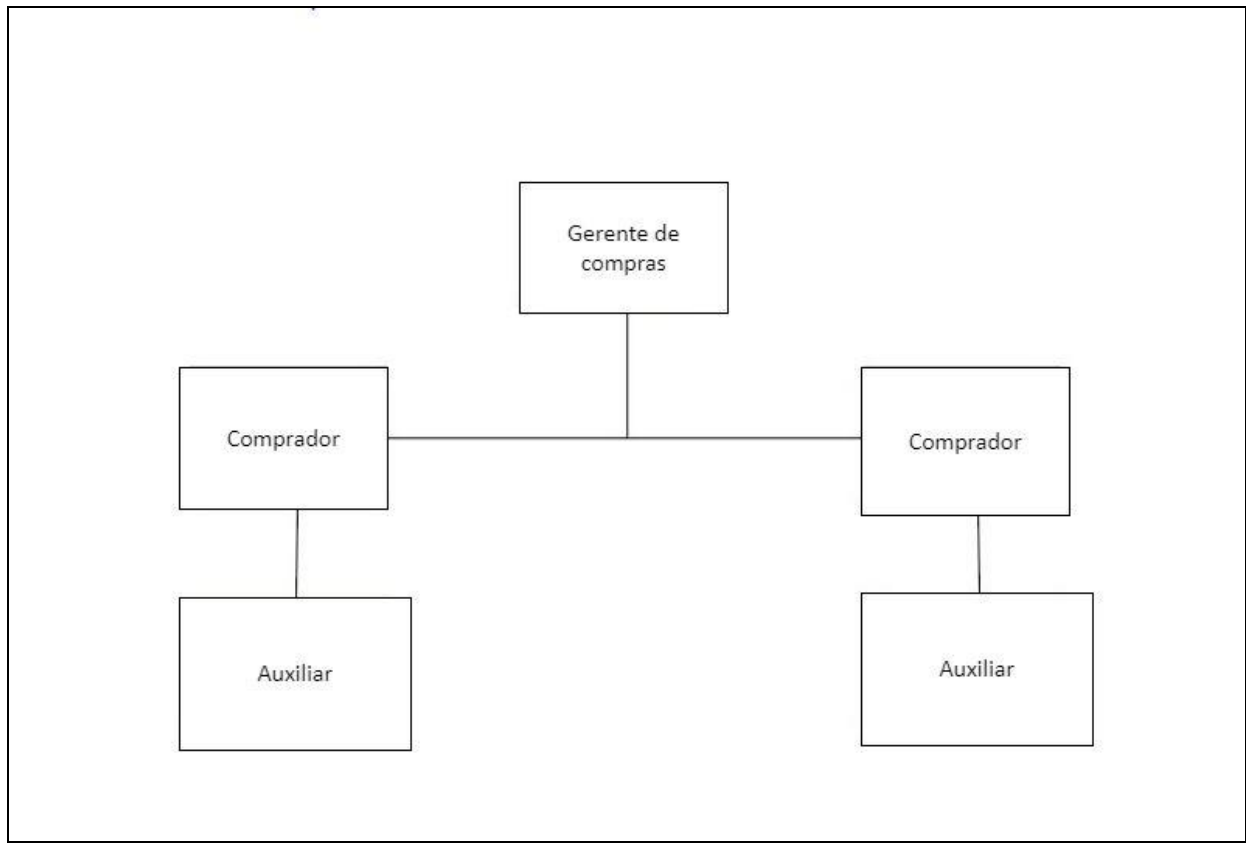 Gerente de
compras
Comprador
Comprador
Auxiliar
Auxiliar